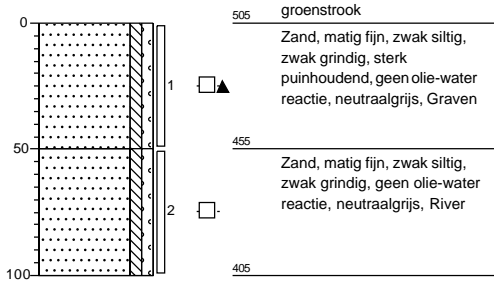 groenstrook
0
505
Zand, matig fijn, zwak siltig,
zwak grindig, sterk
puinhoudend, geen olie-water
reactie, neutraalgrijs, Graven
1
50
455
Zand, matig fijn, zwak siltig,
zwak grindig, geen olie-water
reactie, neutraalgrijs, River
2
100
405